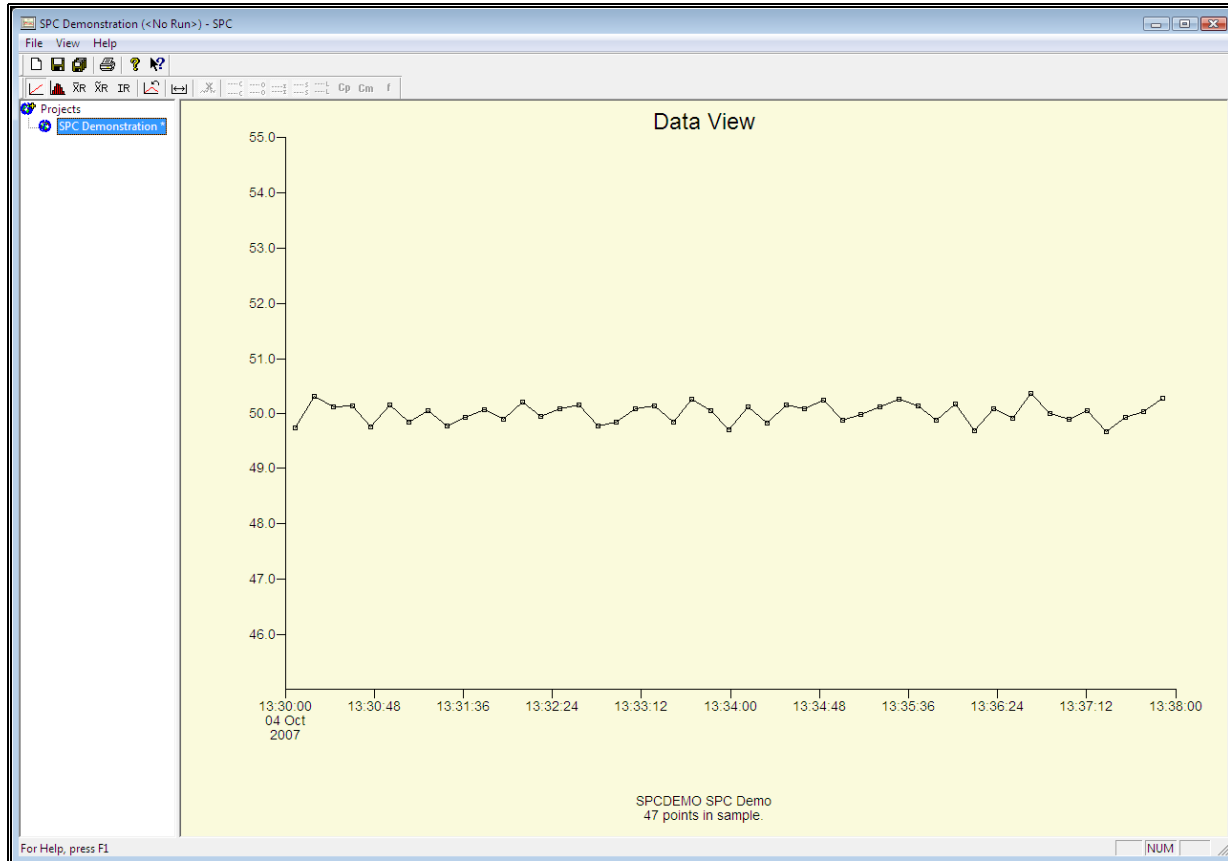 SPC Demonstration (<No Run>) - SPC
File View Help
X̅R X̃R IR Cp Cm f
Projects
SPC Demonstration *
Data View
55.0
54.0
53.0
52.0
51.0
50.0
49.0
48.0
47.0
46.0
13:30:00 13:30:48 13:31:36 13:32:24 13:33:12 13:34:00 13:34:48 13:35:36 13:36:24 13:37:12 13:38:00
04 Oct
2007
SPCDEMO SPC Demo
47 points in sample.
For Help, press F1
NUM